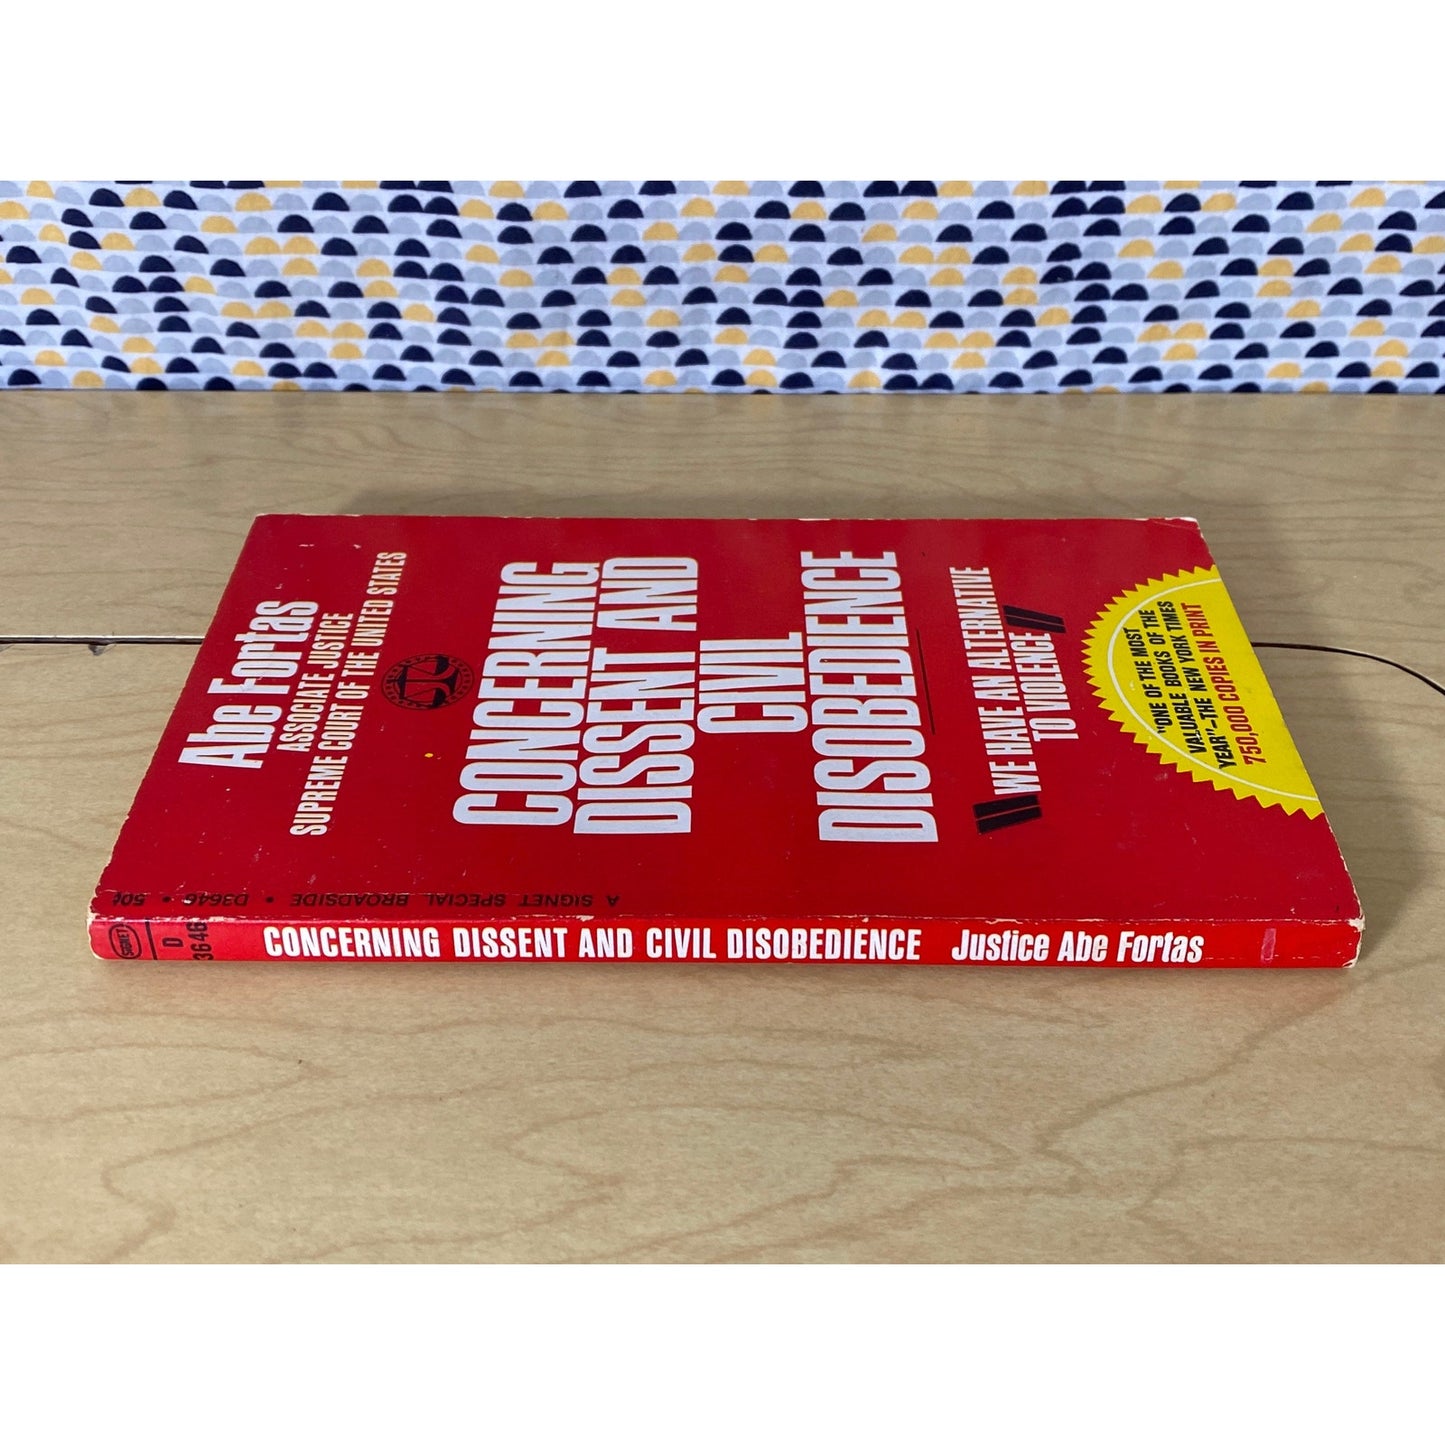 Abe Fortas
ASSOCIATE JUSTICE
SUPREME COURT OF THE UNITED STATES
CONCERNING
DISSENT AND
CIVIL
DISOBEDIENCE
"WE HAVE AN ALTERNATIVE
TO VIOLENCE"
"ONE OF THE MOST
VALUABLE BOOKS OF THE
YEAR"–THE NEW YORK TIMES
750,000 COPIES IN PRINT
A SIGNET SPECIAL BROADSIDE • D3646 • 50¢
SIGNET
D
3646
CONCERNING DISSENT AND CIVIL DISOBEDIENCE Justice Abe Fortas